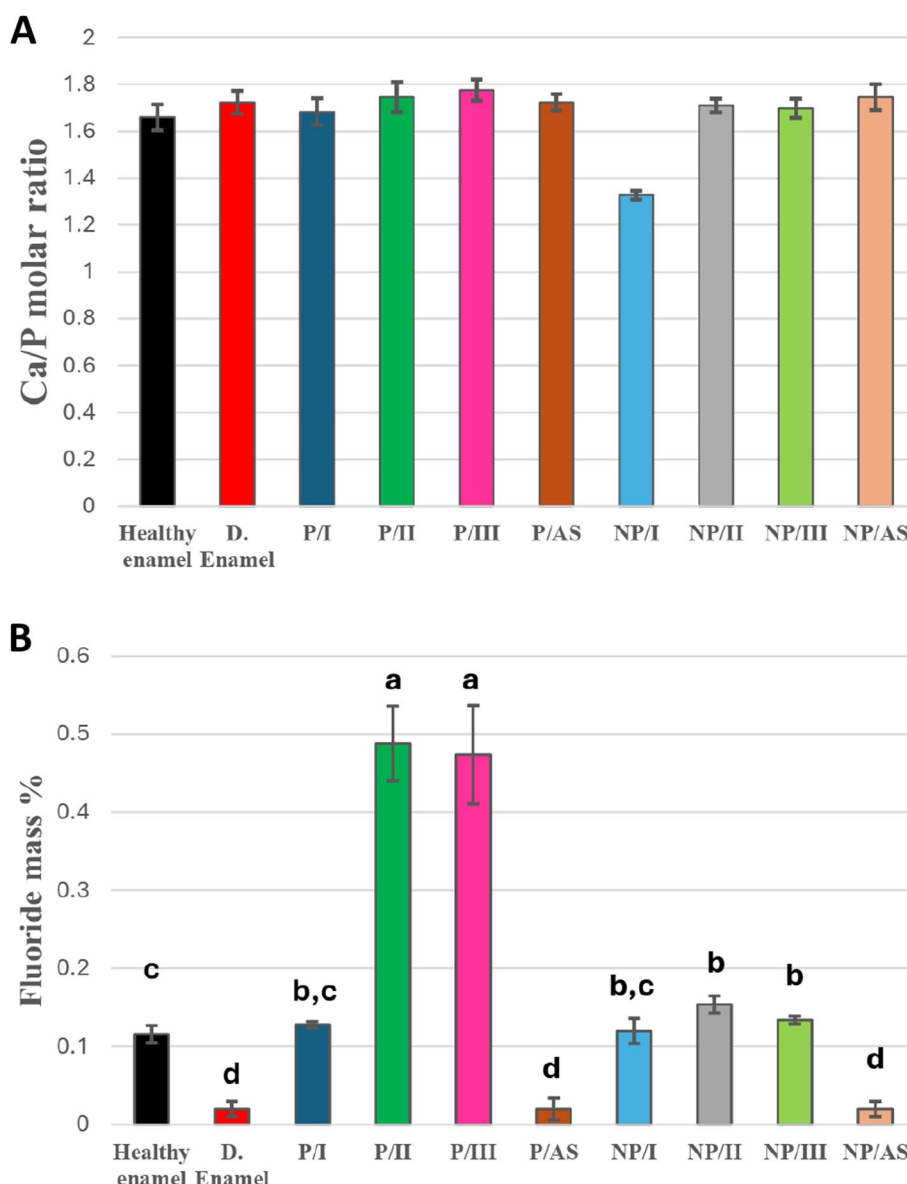 A
Ca/P molar ratio
2
1.8
1.6
1.4
1.2
1
0.8
0.6
0.4
0.2
0
Healthy enamel
D. Enamel
P/I
P/II
P/III
P/AS
NP/I
NP/II
NP/III
NP/AS
B
Fluoride mass %
0.6
0.5
0.4
0.3
0.2
0.1
0
c
d
b,c
a
a
d
b,c
b
b
d
Healthy enamel
D. Enamel
P/I
P/II
P/III
P/AS
NP/I
NP/II
NP/III
NP/AS